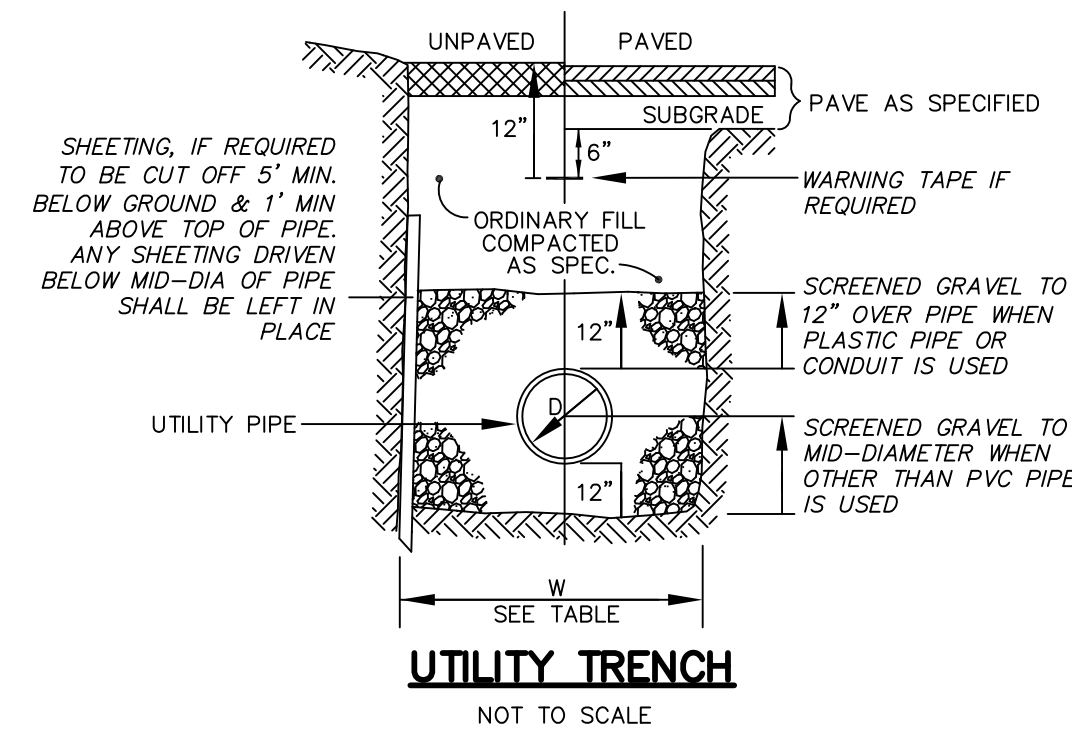 UNPAVED
PAVED
SUBGRADE
PAVE AS SPECIFIED
12"
6"
SHEETING, IF REQUIRED
TO BE CUT OFF 5' MIN.
BELOW GROUND & 1' MIN
ABOVE TOP OF PIPE.
ANY SHEETING DRIVEN
BELOW MID-DIA OF PIPE
SHALL BE LEFT IN
PLACE
WARNING TAPE IF
REQUIRED
ORDINARY FILL
COMPACTED
AS SPEC.
SCREENED GRAVEL TO
12" OVER PIPE WHEN
PLASTIC PIPE OR
CONDUIT IS USED
12"
D
UTILITY PIPE
SCREENED GRAVEL TO
MID-DIAMETER WHEN
OTHER THAN PVC PIPE
IS USED
12"
W
SEE TABLE
UTILITY TRENCH
NOT TO SCALE